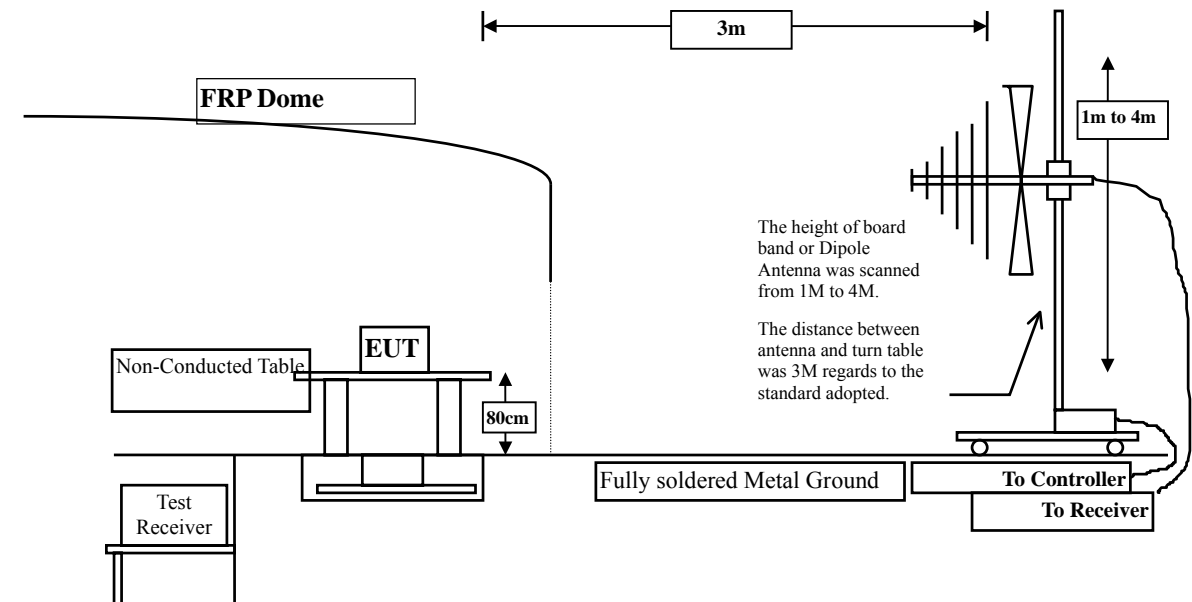 3m
FRP Dome
1m to 4m
The height of board
band or Dipole
Antenna was scanned
from 1M to 4M.
The distance between
antenna and turn table
was 3M regards to the
standard adopted.
EUT
Non-Conducted Table
80cm
Fully soldered Metal Ground
To Controller
To Receiver
Test
Receiver